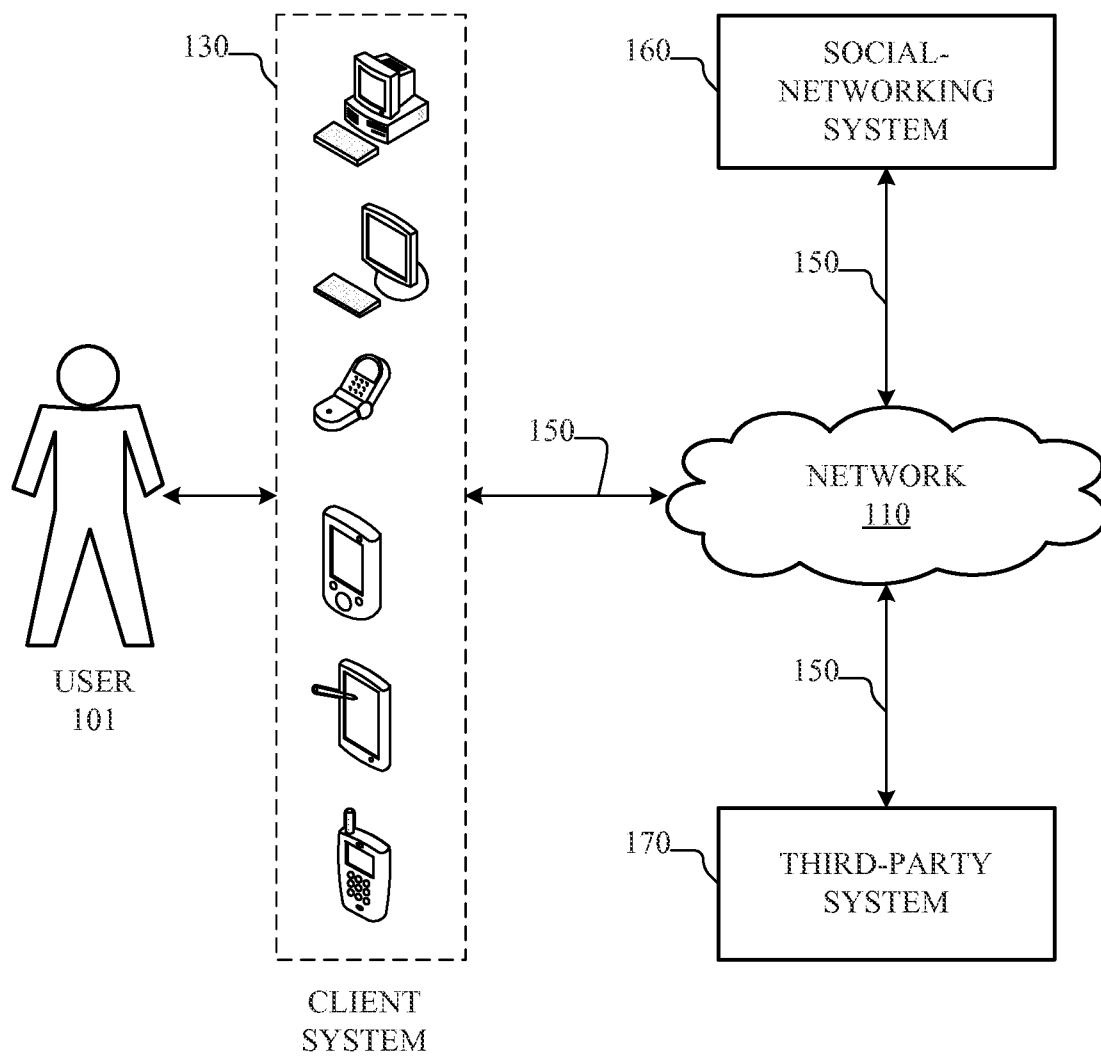 130
160
SOCIAL-
NETWORKING
SYSTEM
150
150
NETWORK
110
USER
101
150
170
THIRD-PARTY
SYSTEM
CLIENT
SYSTEM